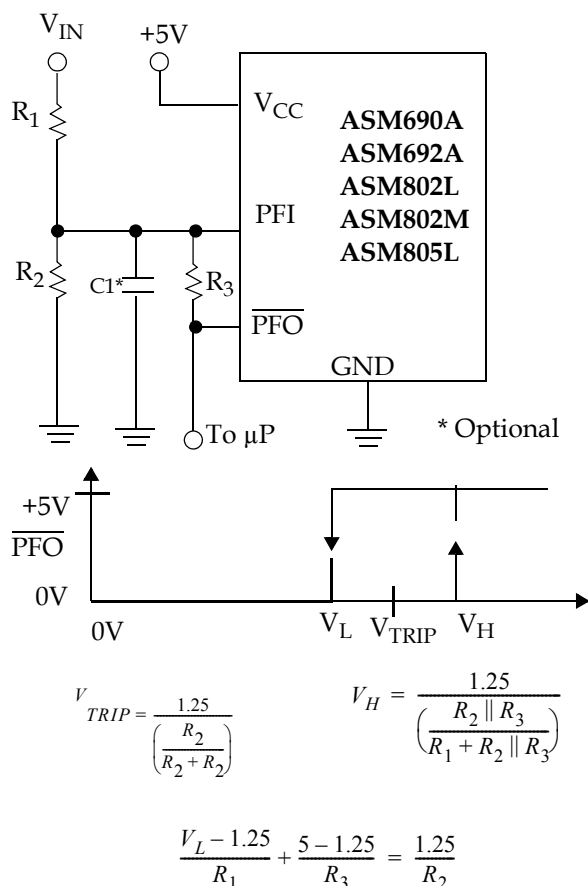 V_IN
+5V
R_1
V_CC
ASM690A
ASM692A
ASM802L
ASM802M
ASM805L
PFI
R_2
C1*
R_3
P̅F̅O̅
GND
To µP
* Optional
+5V
P̅F̅O̅
0V
0V
V_L
V_TRIP
V_H
V_TRIP = 1.25 / (R_2 / (R_2 + R_2))
V_H = 1.25 / (R_2 || R_3 / (R_1 + R_2 || R_3))
(V_L – 1.25) / R_1 + (5 – 1.25) / R_3 = 1.25 / R_2